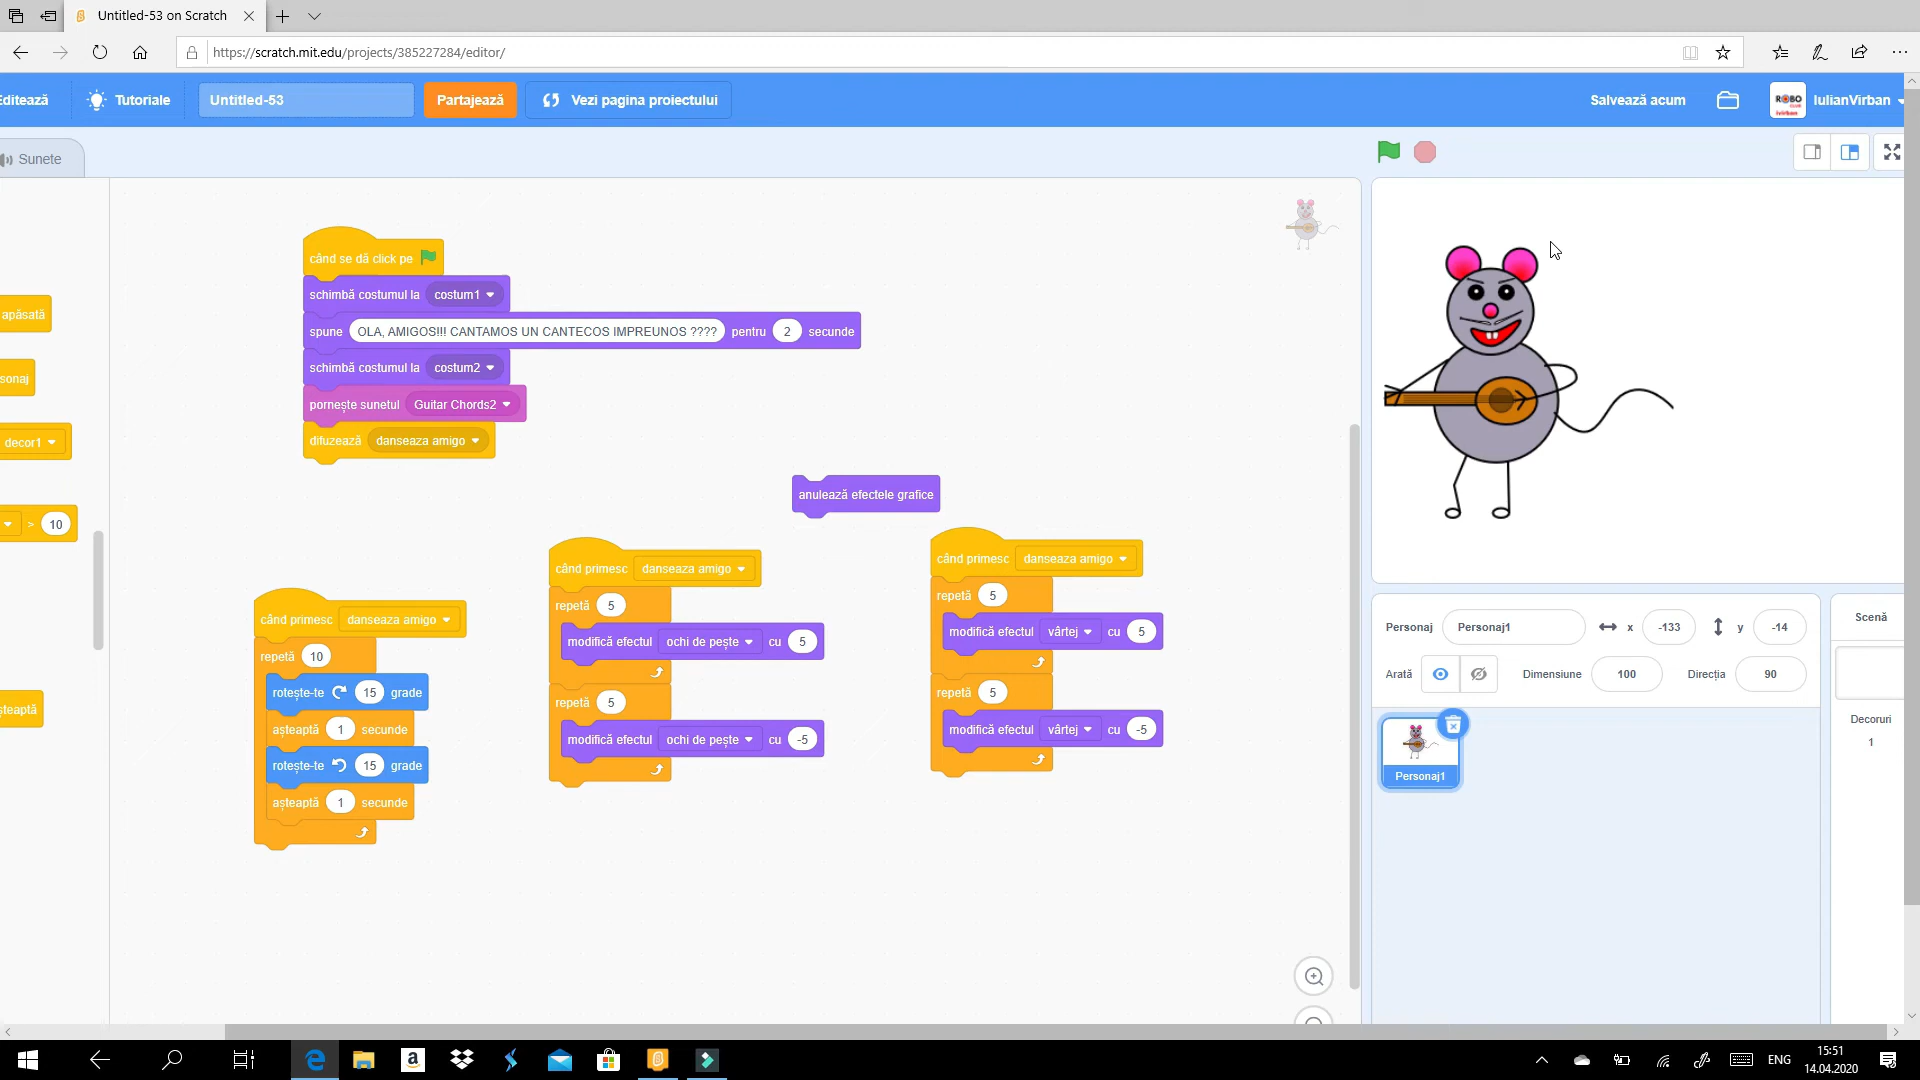 Untitled-53 on Scratch
https://scratch.mit.edu/projects/385227284/editor/
Editează
Tutoriale
Untitled-53
Partajează
Vezi pagina proiectului
Salvează acum
IulianVirban
Sunete
când se dă click pe
schimbă costumul la costum1
spune OLA, AMIGOS!!! CANTAMOS UN CANTECOS IMPREUNOS ???? pentru 2 secunde
schimbă costumul la costum2
pornește sunetul Guitar Chords2
difuzează danseaza amigo
apăsată
sonaj
decor1
> 10
șteaptă
anulează efectele grafice
când primesc danseaza amigo
repetă 10
rotește-te 15 grade
așteaptă 1 secunde
rotește-te 15 grade
așteaptă 1 secunde
când primesc danseaza amigo
repetă 5
modifică efectul ochi de pește cu 5
repetă 5
modifică efectul ochi de pește cu -5
când primesc danseaza amigo
repetă 5
modifică efectul vârtej cu 5
repetă 5
modifică efectul vârtej cu -5
Personaj Personaj1 x -133 y -14
Arată Dimensiune 100 Direcția 90
Personaj1
Scenă
Decoruri
1
ENG
15:51
14.04.2020